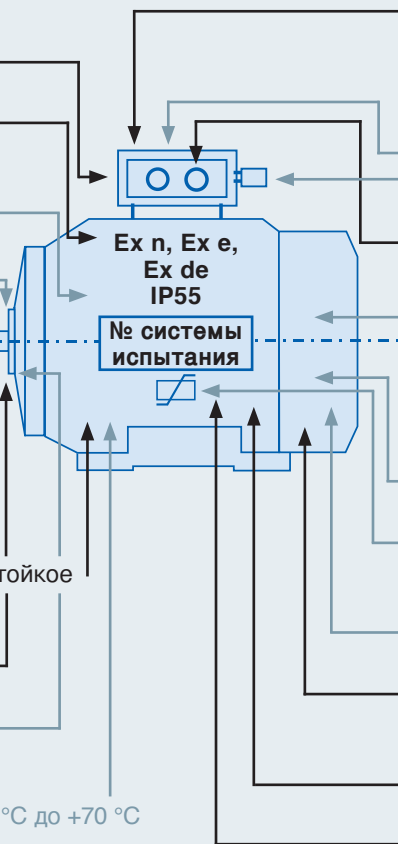 Ex n, Ex e,
Ex de
IP55
№ системы
испытания
тойкое
°C до +70 °C